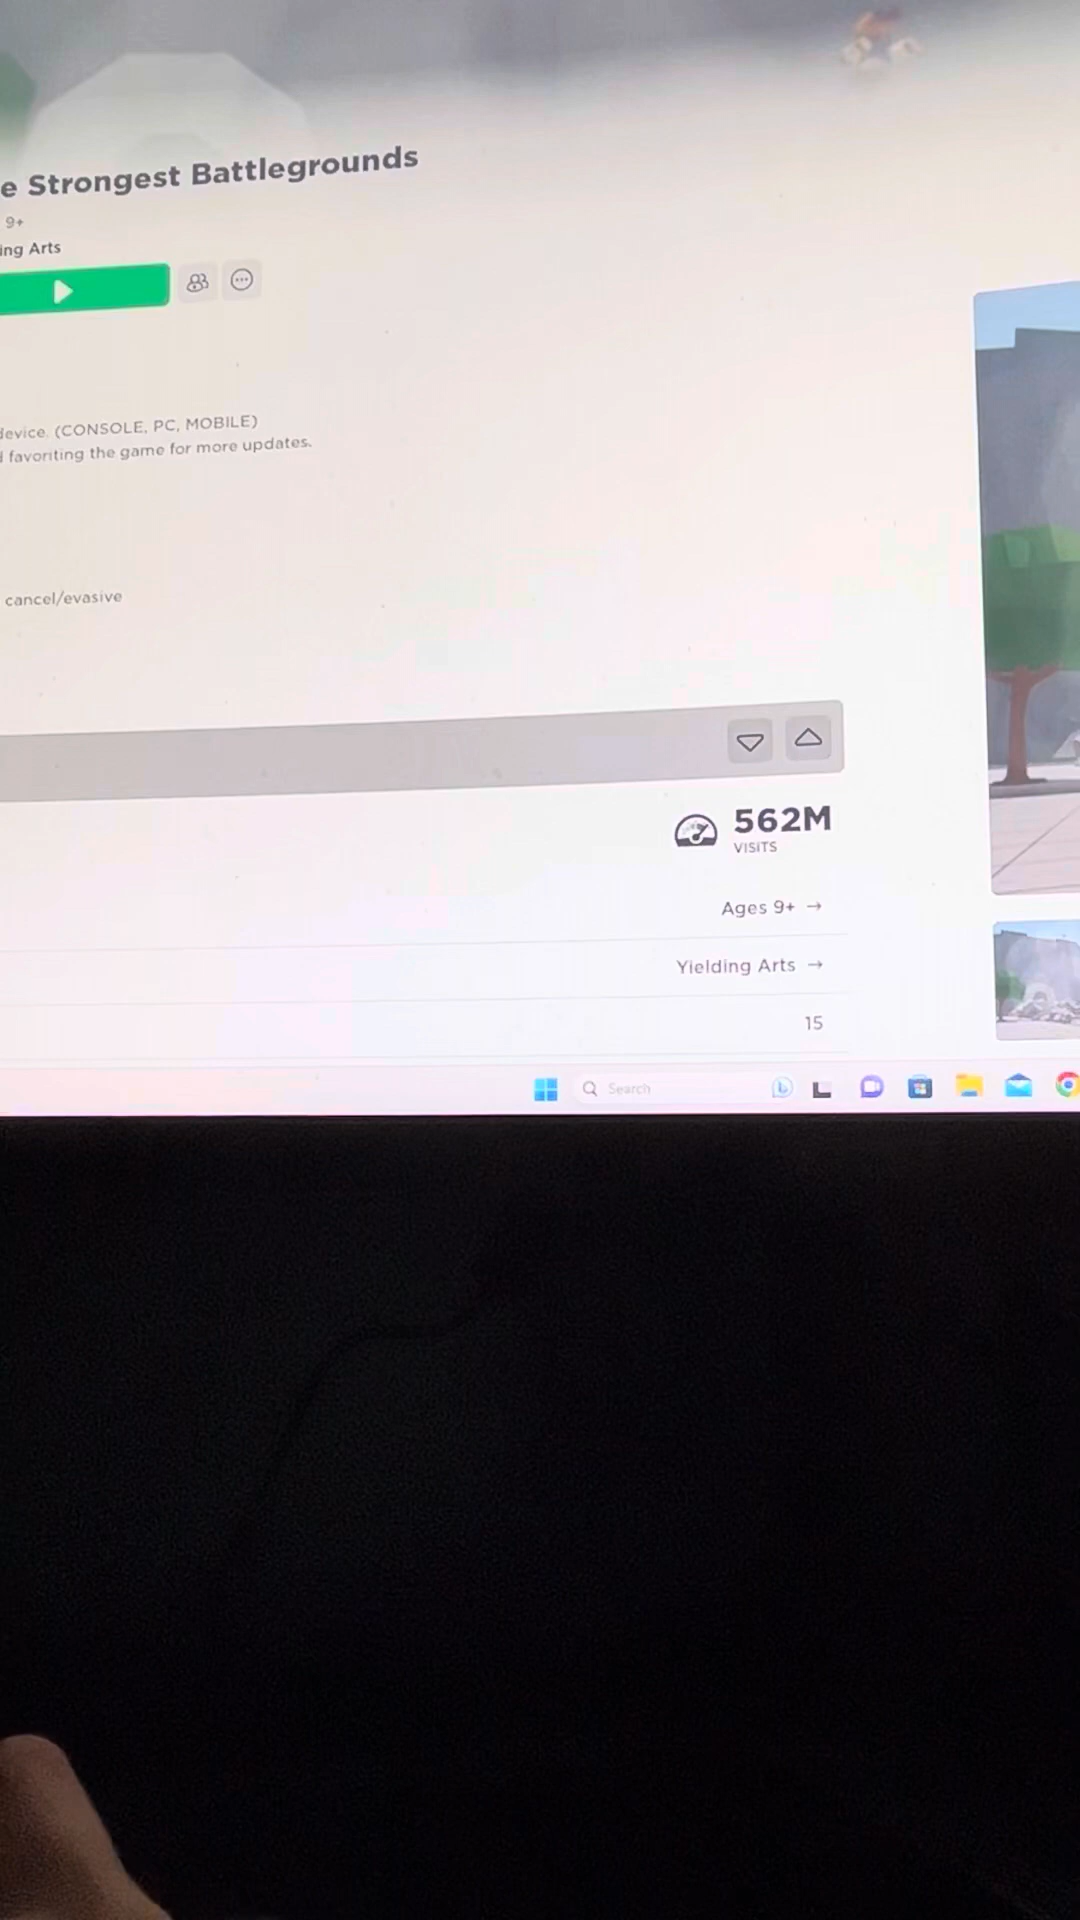 e Strongest Battlegrounds
9+
ing Arts
device. (CONSOLE, PC, MOBILE)
favoriting the game for more updates.
cancel/evasive
562M
VISITS
Ages 9+ →
Yielding Arts →
15
Search